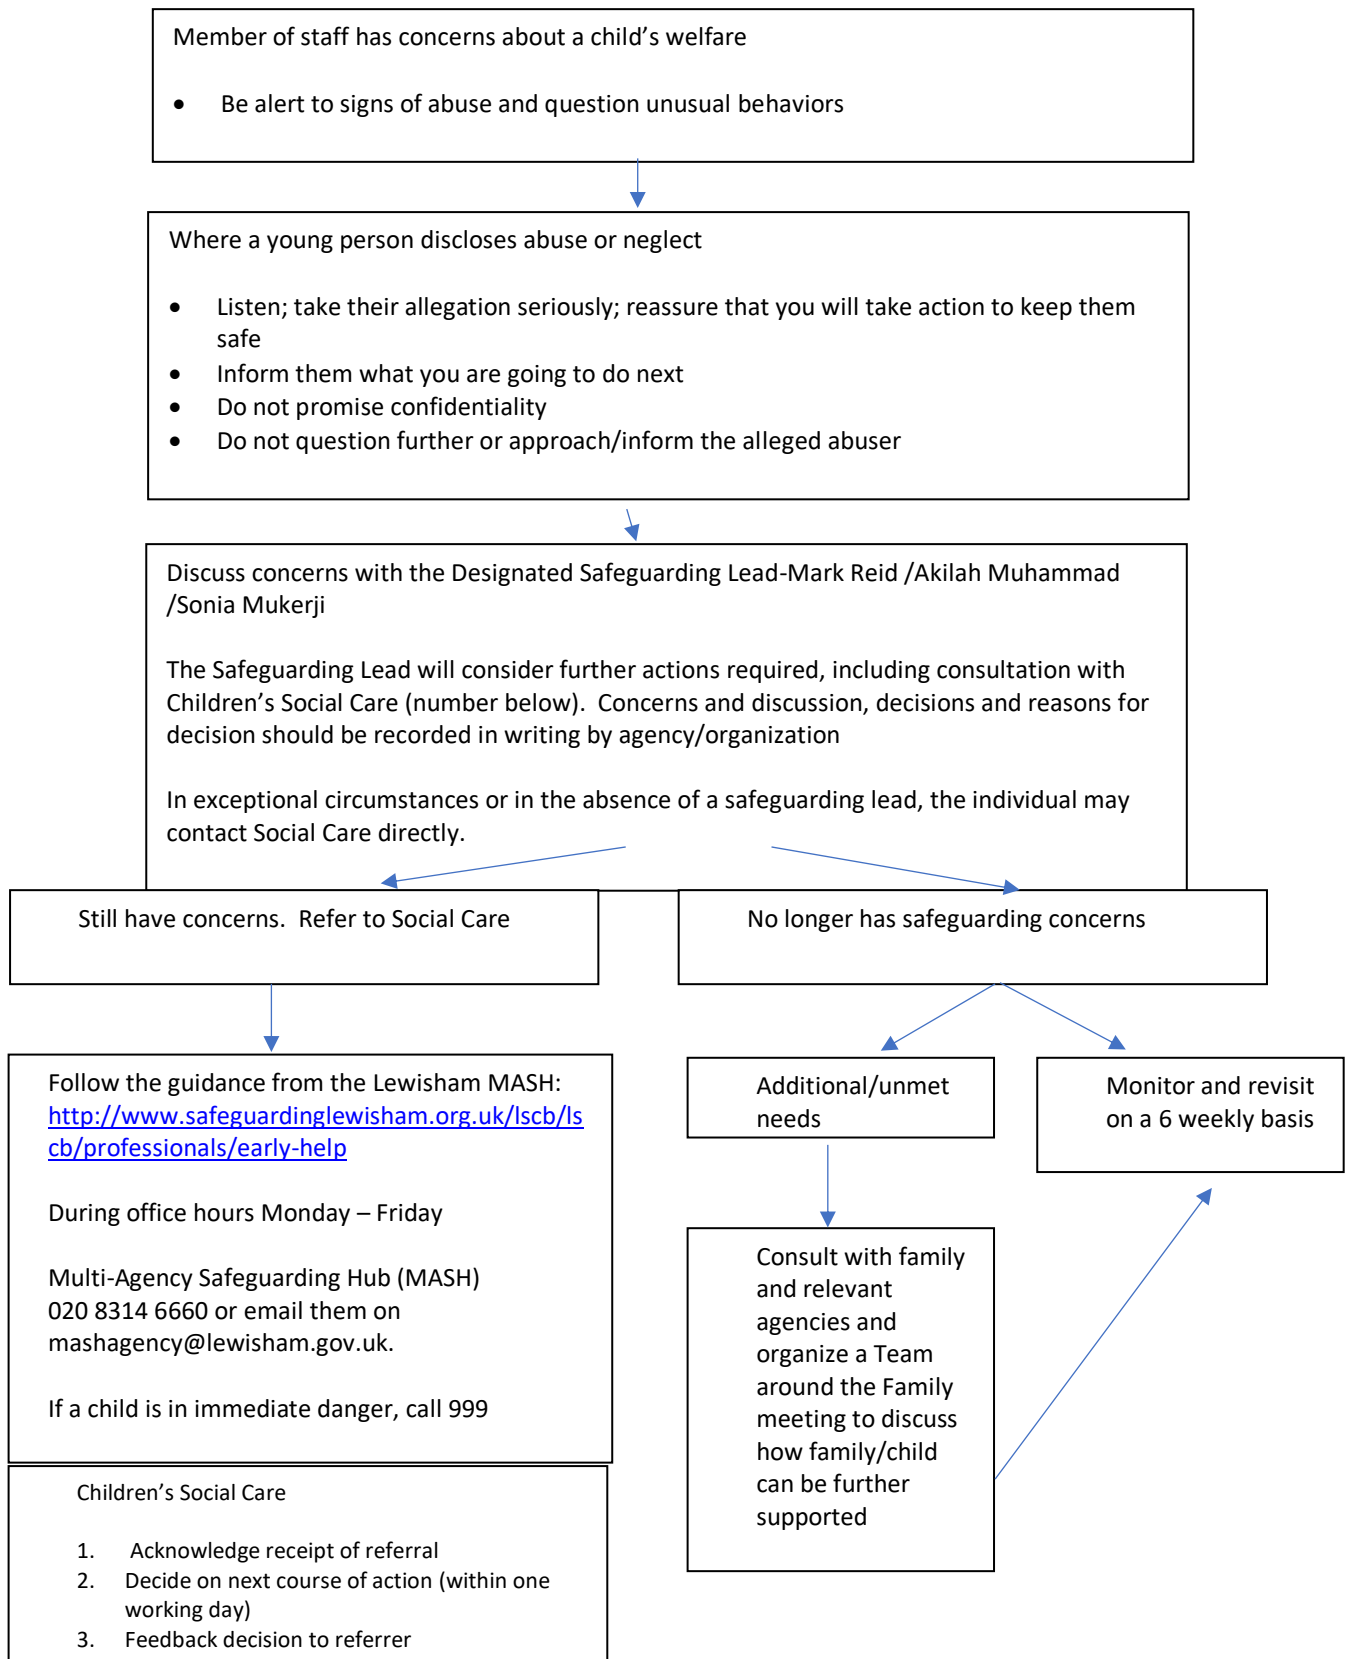 Member of staff has concerns about a child’s welfare
• Be alert to signs of abuse and question unusual behaviors
Where a young person discloses abuse or neglect
• Listen; take their allegation seriously; reassure that you will take action to keep them
safe
• Inform them what you are going to do next
• Do not promise confidentiality
• Do not question further or approach/inform the alleged abuser
Discuss concerns with the Designated Safeguarding Lead-Mark Reid /Akilah Muhammad
/Sonia Mukerji
The Safeguarding Lead will consider further actions required, including consultation with
Children’s Social Care (number below).  Concerns and discussion, decisions and reasons for
decision should be recorded in writing by agency/organization
In exceptional circumstances or in the absence of a safeguarding lead, the individual may
contact Social Care directly.
Still have concerns.  Refer to Social Care
No longer has safeguarding concerns
Follow the guidance from the Lewisham MASH:
http://www.safeguardinglewisham.org.uk/lscb/ls
cb/professionals/early-help
During office hours Monday – Friday
Multi-Agency Safeguarding Hub (MASH)
020 8314 6660 or email them on
mashagency@lewisham.gov.uk.
If a child is in immediate danger, call 999
Children’s Social Care
1. Acknowledge receipt of referral
2. Decide on next course of action (within one
working day)
3. Feedback decision to referrer
Additional/unmet
needs
Monitor and revisit
on a 6 weekly basis
Consult with family
and relevant
agencies and
organize a Team
around the Family
meeting to discuss
how family/child
can be further
supported